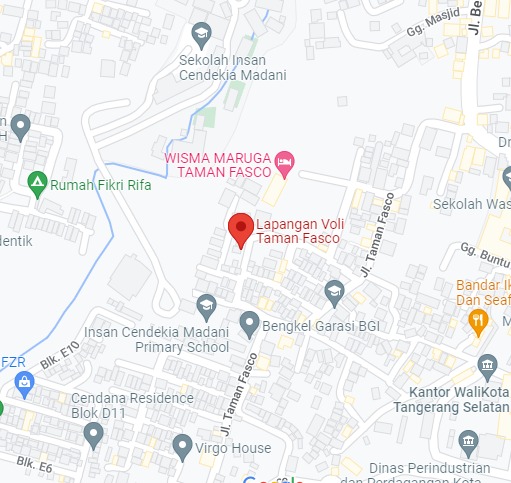 Gg. Masjid
Jl. Be
Sekolah Insan
Cendekia Madani
an
H
WISMA MARUGA
TAMAN FASCO
Dr
Rumah Fikri Rifa
Sekolah Was
Lapangan Voli
Taman Fasco
Jl. Taman Fasco
dentik
Gg. Buntu
Bandar Ik
Dan Seaf
Insan Cendekia Madani
Primary School
Bengkel Garasi BGI
M
Blk. E10
FZR
Jl. Taman Fasco
Kantor WaliKota
Tangerang Selatan
Cendana Residence
Blok D11
Virgo House
Blk. E6
Dinas Perindustrian
dan Perdagangan Kota
Google